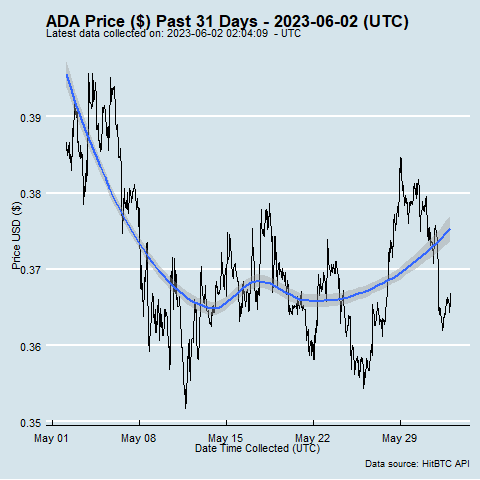 ADA Price ($) Past 31 Days - 2023-06-02 (UTC)
Latest data collected on: 2023-06-02 02:04:09 - UTC
0.39
0.38
0.37
0.36
0.35
Price USD ($)
May 01 May 08 May 15 May 22 May 29
Date Time Collected (UTC)
Data source: HitBTC API